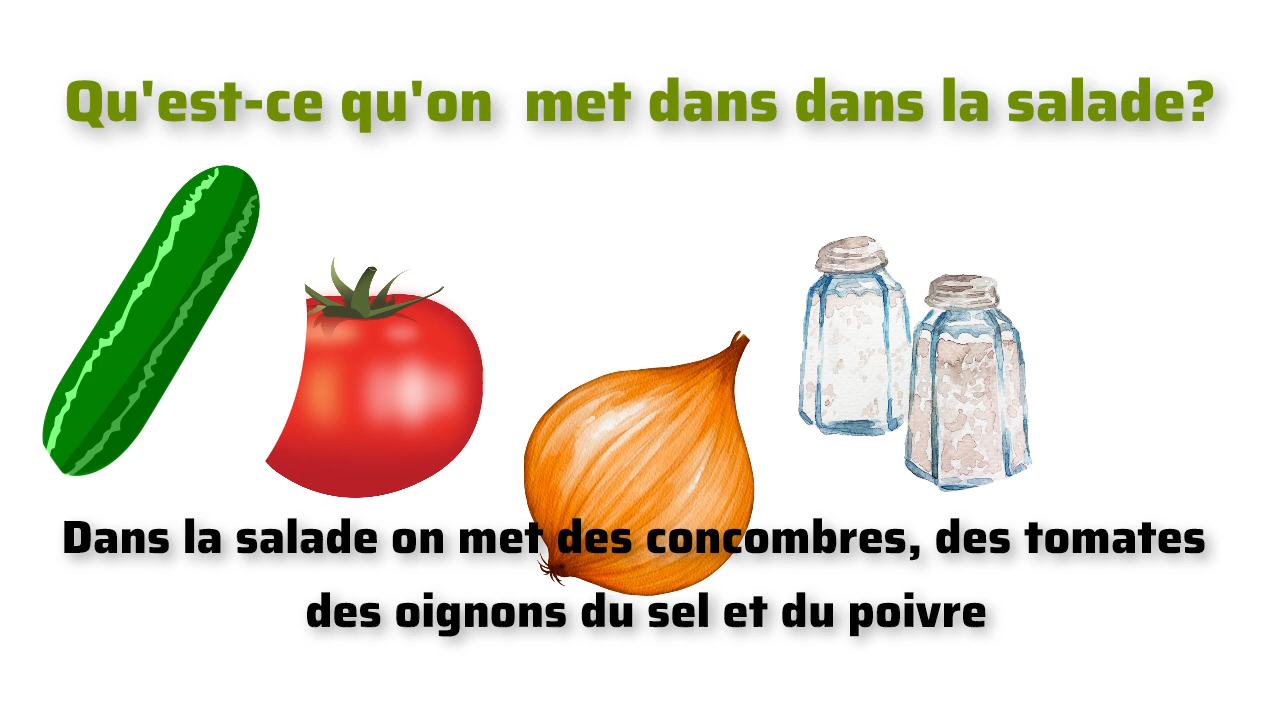 Qu'est-ce qu'on met dans dans la salade?
Dans la salade on met des concombres, des tomates
des oignons du sel et du poivre